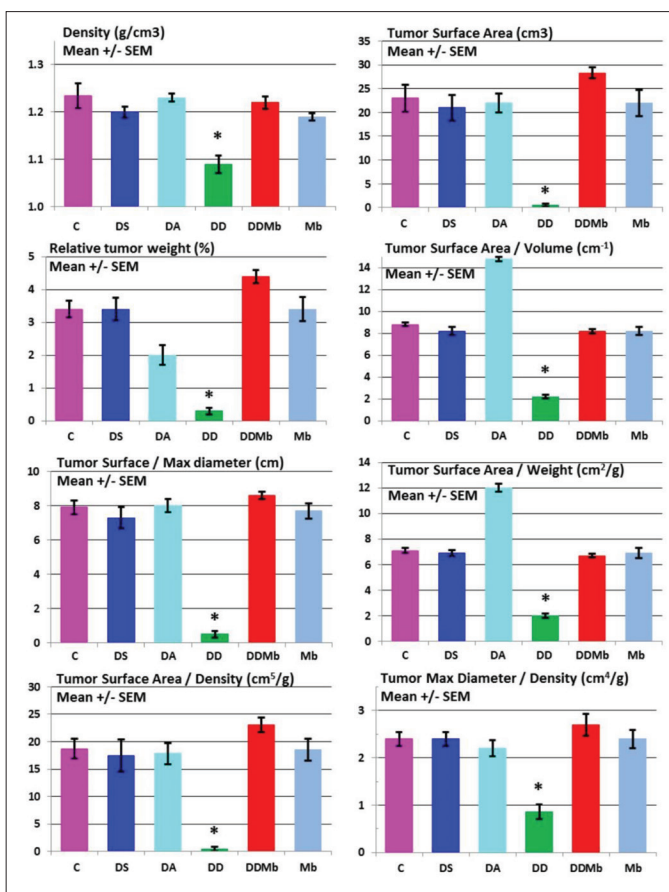 Density (g/cm3)
Mean +/- SEM
1.3
1.2
1.1
1.0
*
C DS DA DD DDMb Mb
Tumor Surface Area (cm3)
Mean +/- SEM
35
30
25
20
15
10
5
0
*
C DS DA DD DDMb Mb
Relative tumor weight (%)
Mean +/- SEM
5
4
3
2
1
0
*
C DS DA DD DDMb Mb
Tumor Surface Area / Volume (cm-1)
Mean +/- SEM
14
12
10
8
6
4
2
0
*
C DS DA DD DDMb Mb
Tumor Surface / Max diameter (cm)
Mean +/- SEM
10
8
6
4
2
0
*
C DS DA DD DDMb Mb
Tumor Surface Area / Weight (cm2/g)
Mean +/- SEM
14
12
10
8
6
4
2
0
*
C DS DA DD DDMb Mb
Tumor Surface Area / Density (cm5/g)
Mean +/- SEM
30
25
20
15
10
5
0
*
C DS DA DD DDMb Mb
Tumor Max Diameter / Density (cm4/g)
Mean +/- SEM
3
2
1
0
*
C DS DA DD DDMb Mb